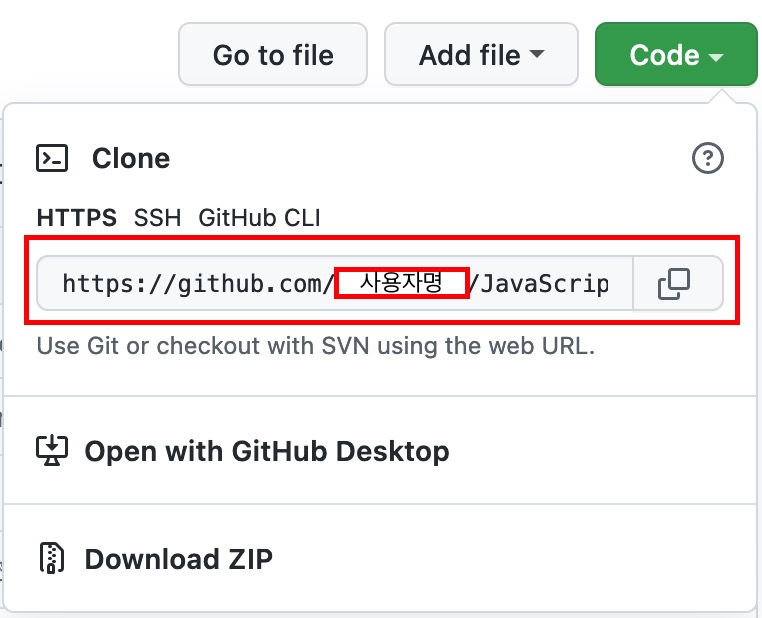 Go to file Add file Code
Clone
HTTPS SSH GitHub CLI
https://github.com/ 사용자명 /JavaScrip
Use Git or checkout with SVN using the web URL.
Open with GitHub Desktop
Download ZIP